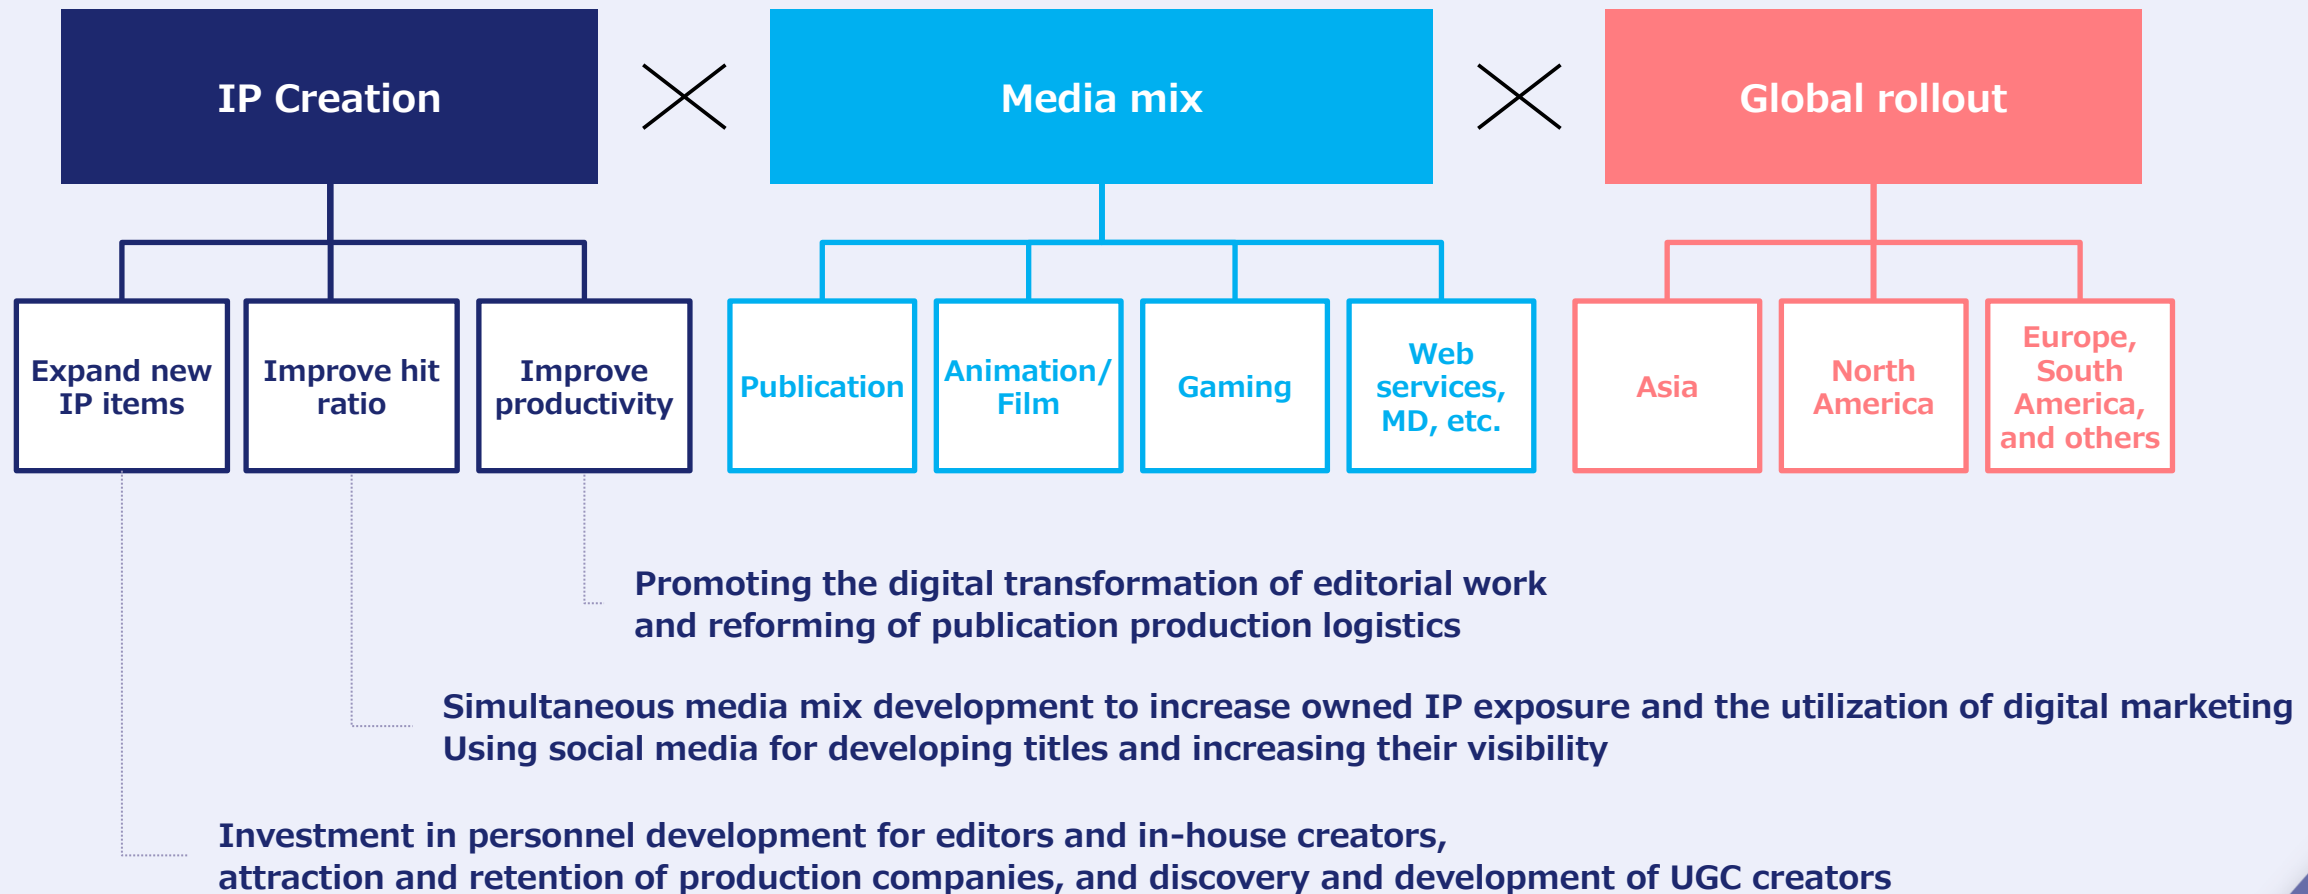 IP Creation
Media mix
Global rollout
Expand new
IP items
Improve hit
ratio
Improve
productivity
Publication
Animation/
Film
Gaming
Web
services,
MD, etc.
Asia
North
America
Europe,
South
America,
and others
Promoting the digital transformation of editorial work
and reforming of publication production logistics
Simultaneous media mix development to increase owned IP exposure and the utilization of digital marketing
Using social media for developing titles and increasing their visibility
Investment in personnel development for editors and in-house creators,
attraction and retention of production companies, and discovery and development of UGC creators